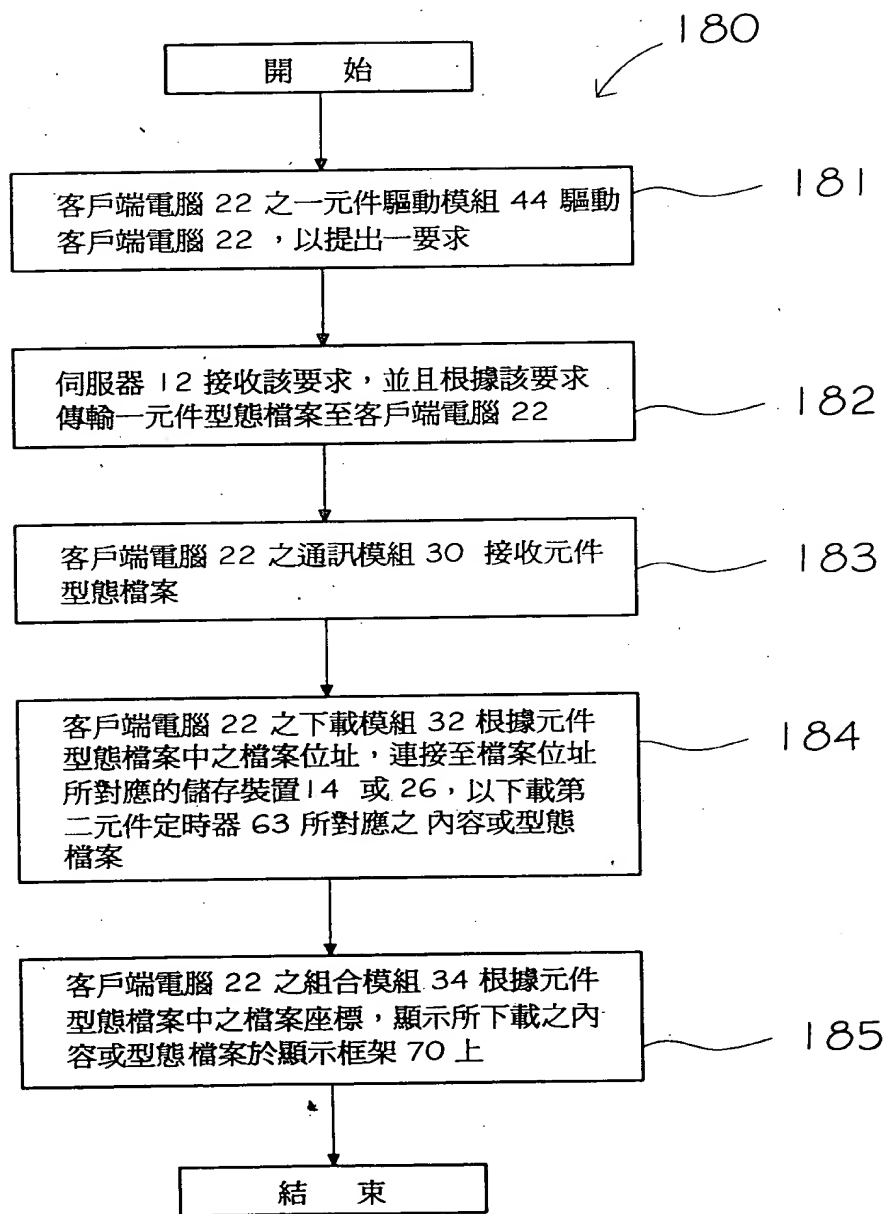 180
開 始
客戶端電腦 22 之一元件驅動模組 44 驅動
客戶端電腦 22 ,以提出一要求
181
伺服器 12 接收該要求,並且根據該要求
傳輸一元件型態檔案至客戶端電腦 22
182
客戶端電腦 22 之通訊模組 30 接收元件
型態檔案
183
客戶端電腦 22 之下載模組 32 根據元件
型態檔案中之檔案位址,連接至檔案位址
所對應的儲存裝置14 或 26,以下載第
二元件定時器 63 所對應之 內容或型態
檔案
184
客戶端電腦 22 之組合模組 34 根據元件
型態檔案中之檔案座標,顯示所下載之內
容或型態檔案於顯示框架 70 上
185
結 束